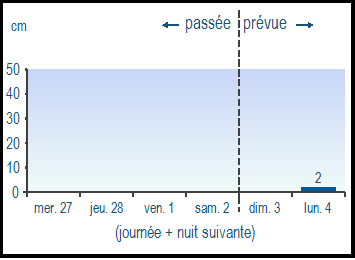 passée prévue
cm
50
40
30
20
10
0
2
mer. 27 jeu. 28 ven. 1 sam. 2 dim. 3 lun. 4
(journée + nuit suivante)